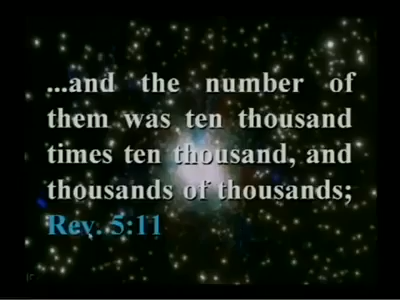 ...and the number of
them was ten thousand
times ten thousand, and
thousands of thousands;
Rev. 5:11